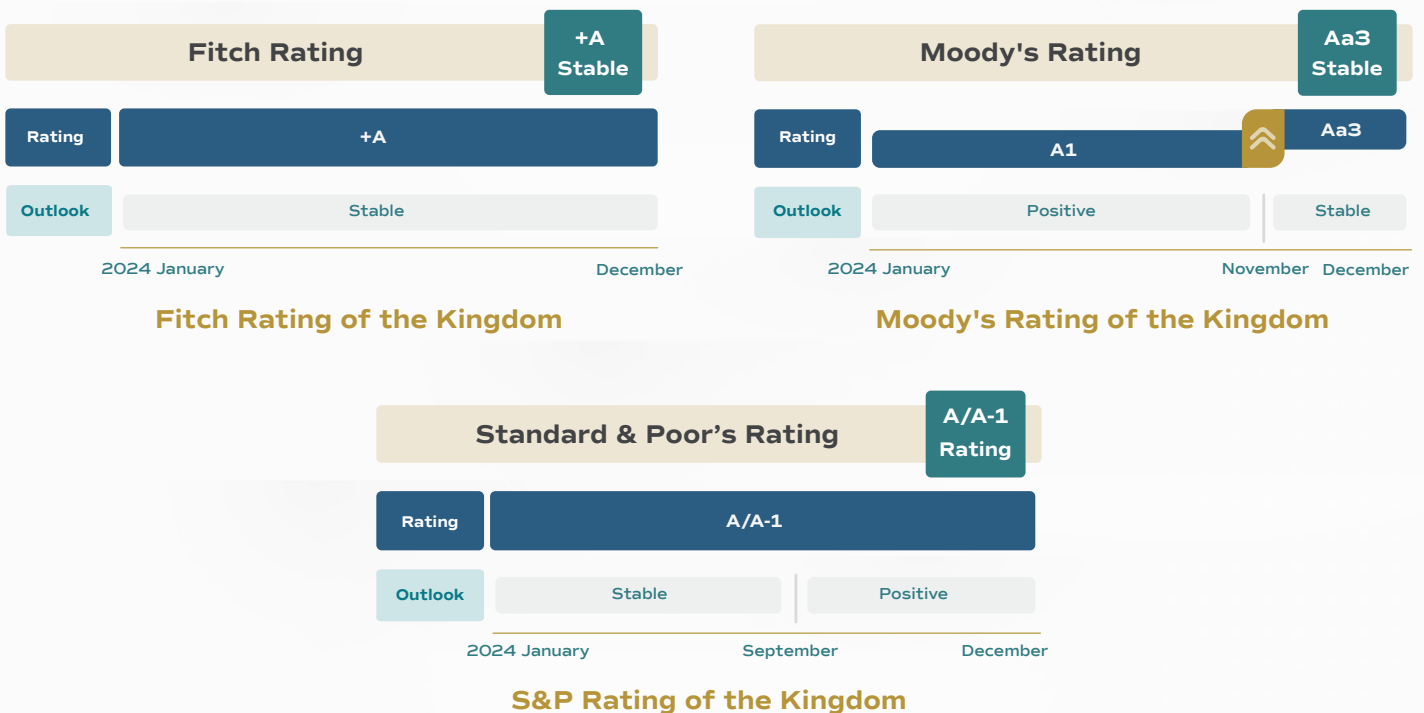 Fitch Rating
+A
Stable
Rating
+A
Outlook
Stable
2024 January
December
Fitch Rating of the Kingdom
Moody's Rating
Aa3
Stable
Rating
A1
Aa3
Outlook
Positive
Stable
2024 January
November
December
Moody's Rating of the Kingdom
Standard & Poor’s Rating
A/A-1
Rating
Rating
A/A-1
Outlook
Stable
Positive
2024 January
September
December
S&P Rating of the Kingdom